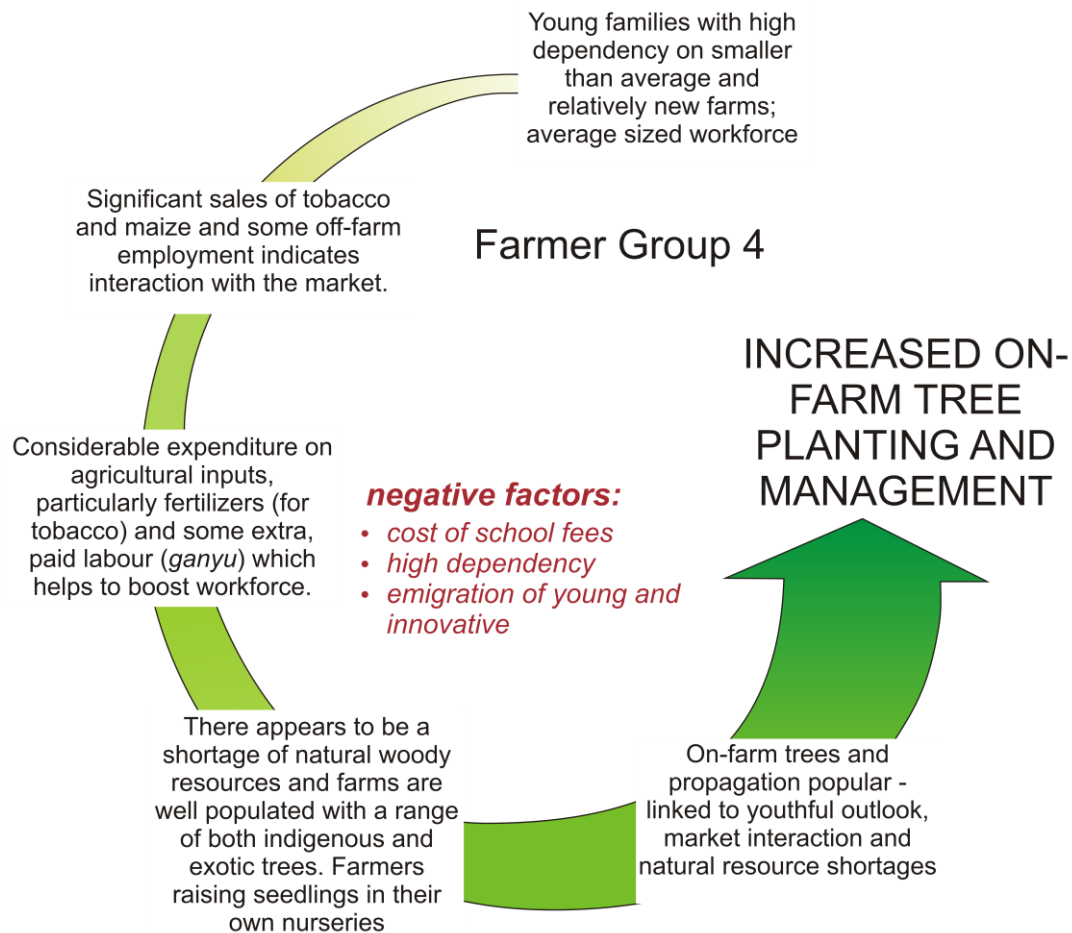 Young families with high
dependency on smaller
than average and
relatively new farms;
average sized workforce
Significant sales of tobacco
and maize and some off-farm
employment indicates
interaction with the market.
Farmer Group 4
INCREASED ON-
FARM TREE
PLANTING AND
MANAGEMENT
Considerable expenditure on
agricultural inputs,
particularly fertilizers (for
tobacco) and some extra,
paid labour (ganyu) which
helps to boost workforce.
negative factors:
• cost of school fees
• high dependency
• emigration of young and
innovative
There appears to be a
shortage of natural woody
resources and farms are
well populated with a range
of both indigenous and
exotic trees. Farmers
raising seedlings in their
own nurseries
On-farm trees and
propagation popular -
linked to youthful outlook,
market interaction and
natural resource shortages